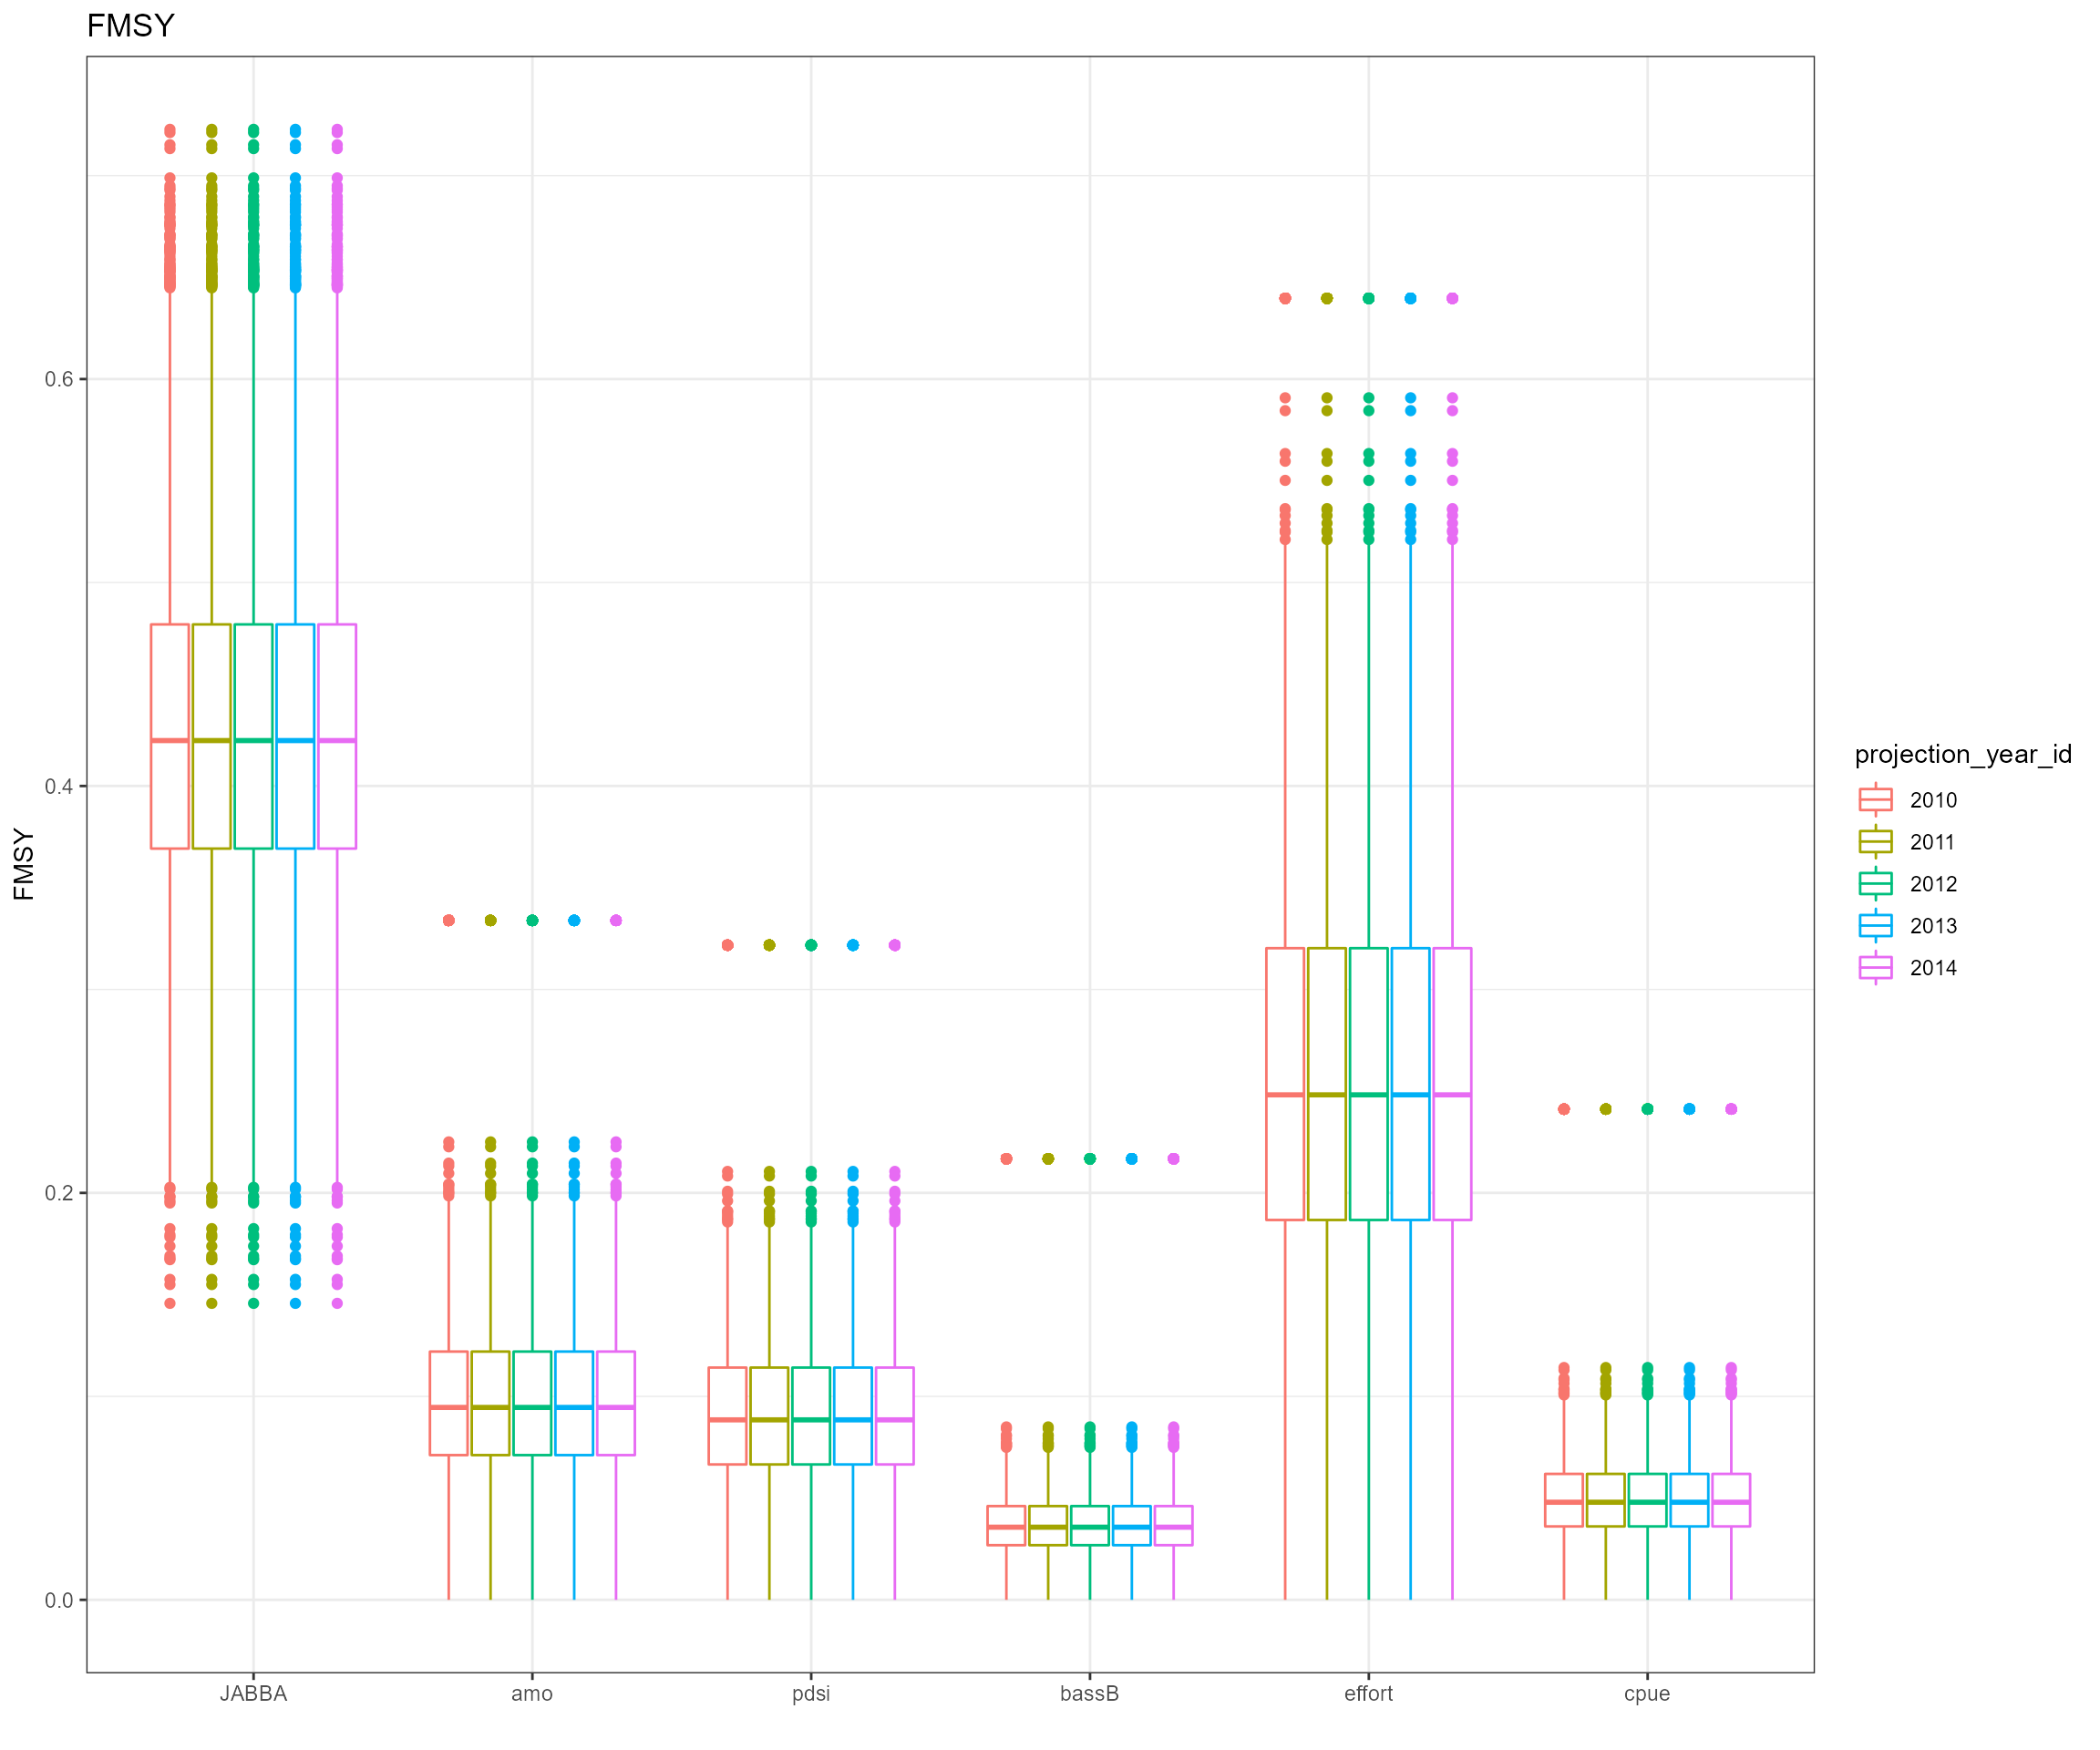 FMSY
FMSY
0.6
0.4
0.2
0.0
JABBA
amo
pdsi
bassB
effort
cpue
projection_year_id
2010
2011
2012
2013
2014